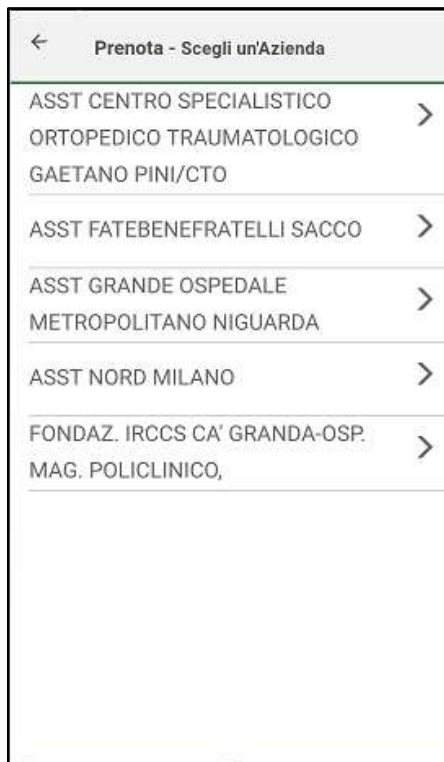 Prenota - Scegli un'Azienda
ASST CENTRO SPECIALISTICO
ORTOPEDICO TRAUMATOLOGICO
GAETANO PINI/CTO
ASST FATEBENEFRATELLI SACCO
ASST GRANDE OSPEDALE
METROPOLITANO NIGUARDA
ASST NORD MILANO
FONDAZ. IRCCS CA' GRANDA-OSP.
MAG. POLICLINICO,